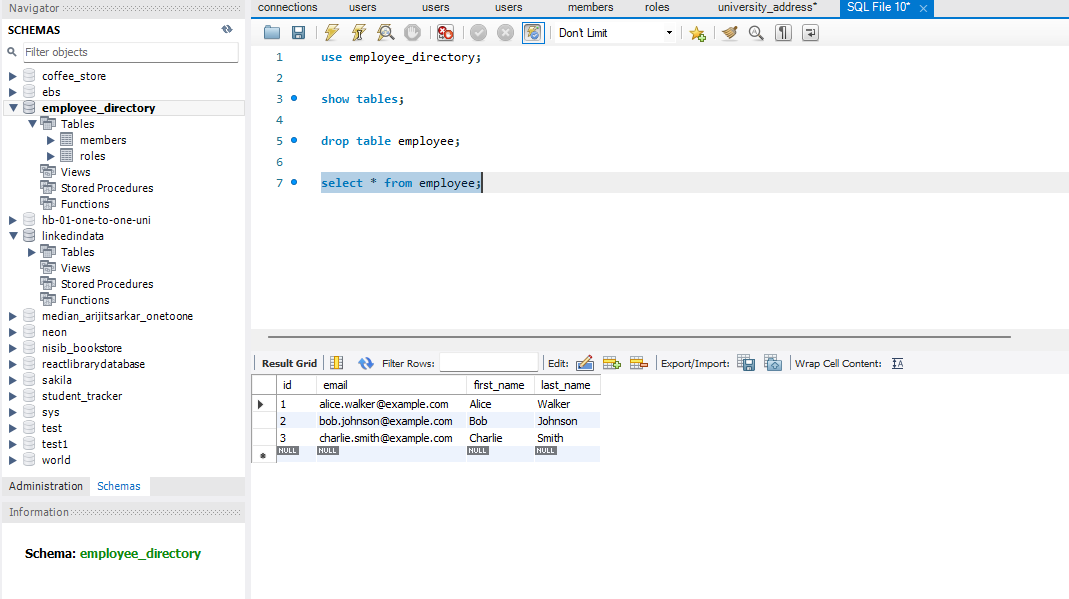 Navigator
SCHEMAS
Filter objects
coffee_store
ebs
employee_directory
Tables
members
roles
Views
Stored Procedures
Functions
hb-01-one-to-one-uni
linkedindata
Tables
Views
Stored Procedures
Functions
median_arijitsarkar_onetoone
neon
nisib_bookstore
reactlibrarydatabase
sakila
student_tracker
sys
test
test1
world
Administration Schemas
Information
Schema: employee_directory
connections users users users members roles university_address* SQL File 10* ×
Don't Limit
1 use employee_directory;
2
3 show tables;
4
5 drop table employee;
6
7 select * from employee;
Result Grid Filter Rows: Edit: Export/Import: Wrap Cell Content: IA
id email first_name last_name
1 alice.walker@example.com Alice Walker
2 bob.johnson@example.com Bob Johnson
3 charlie.smith@example.com Charlie Smith
NULL NULL NULL NULL